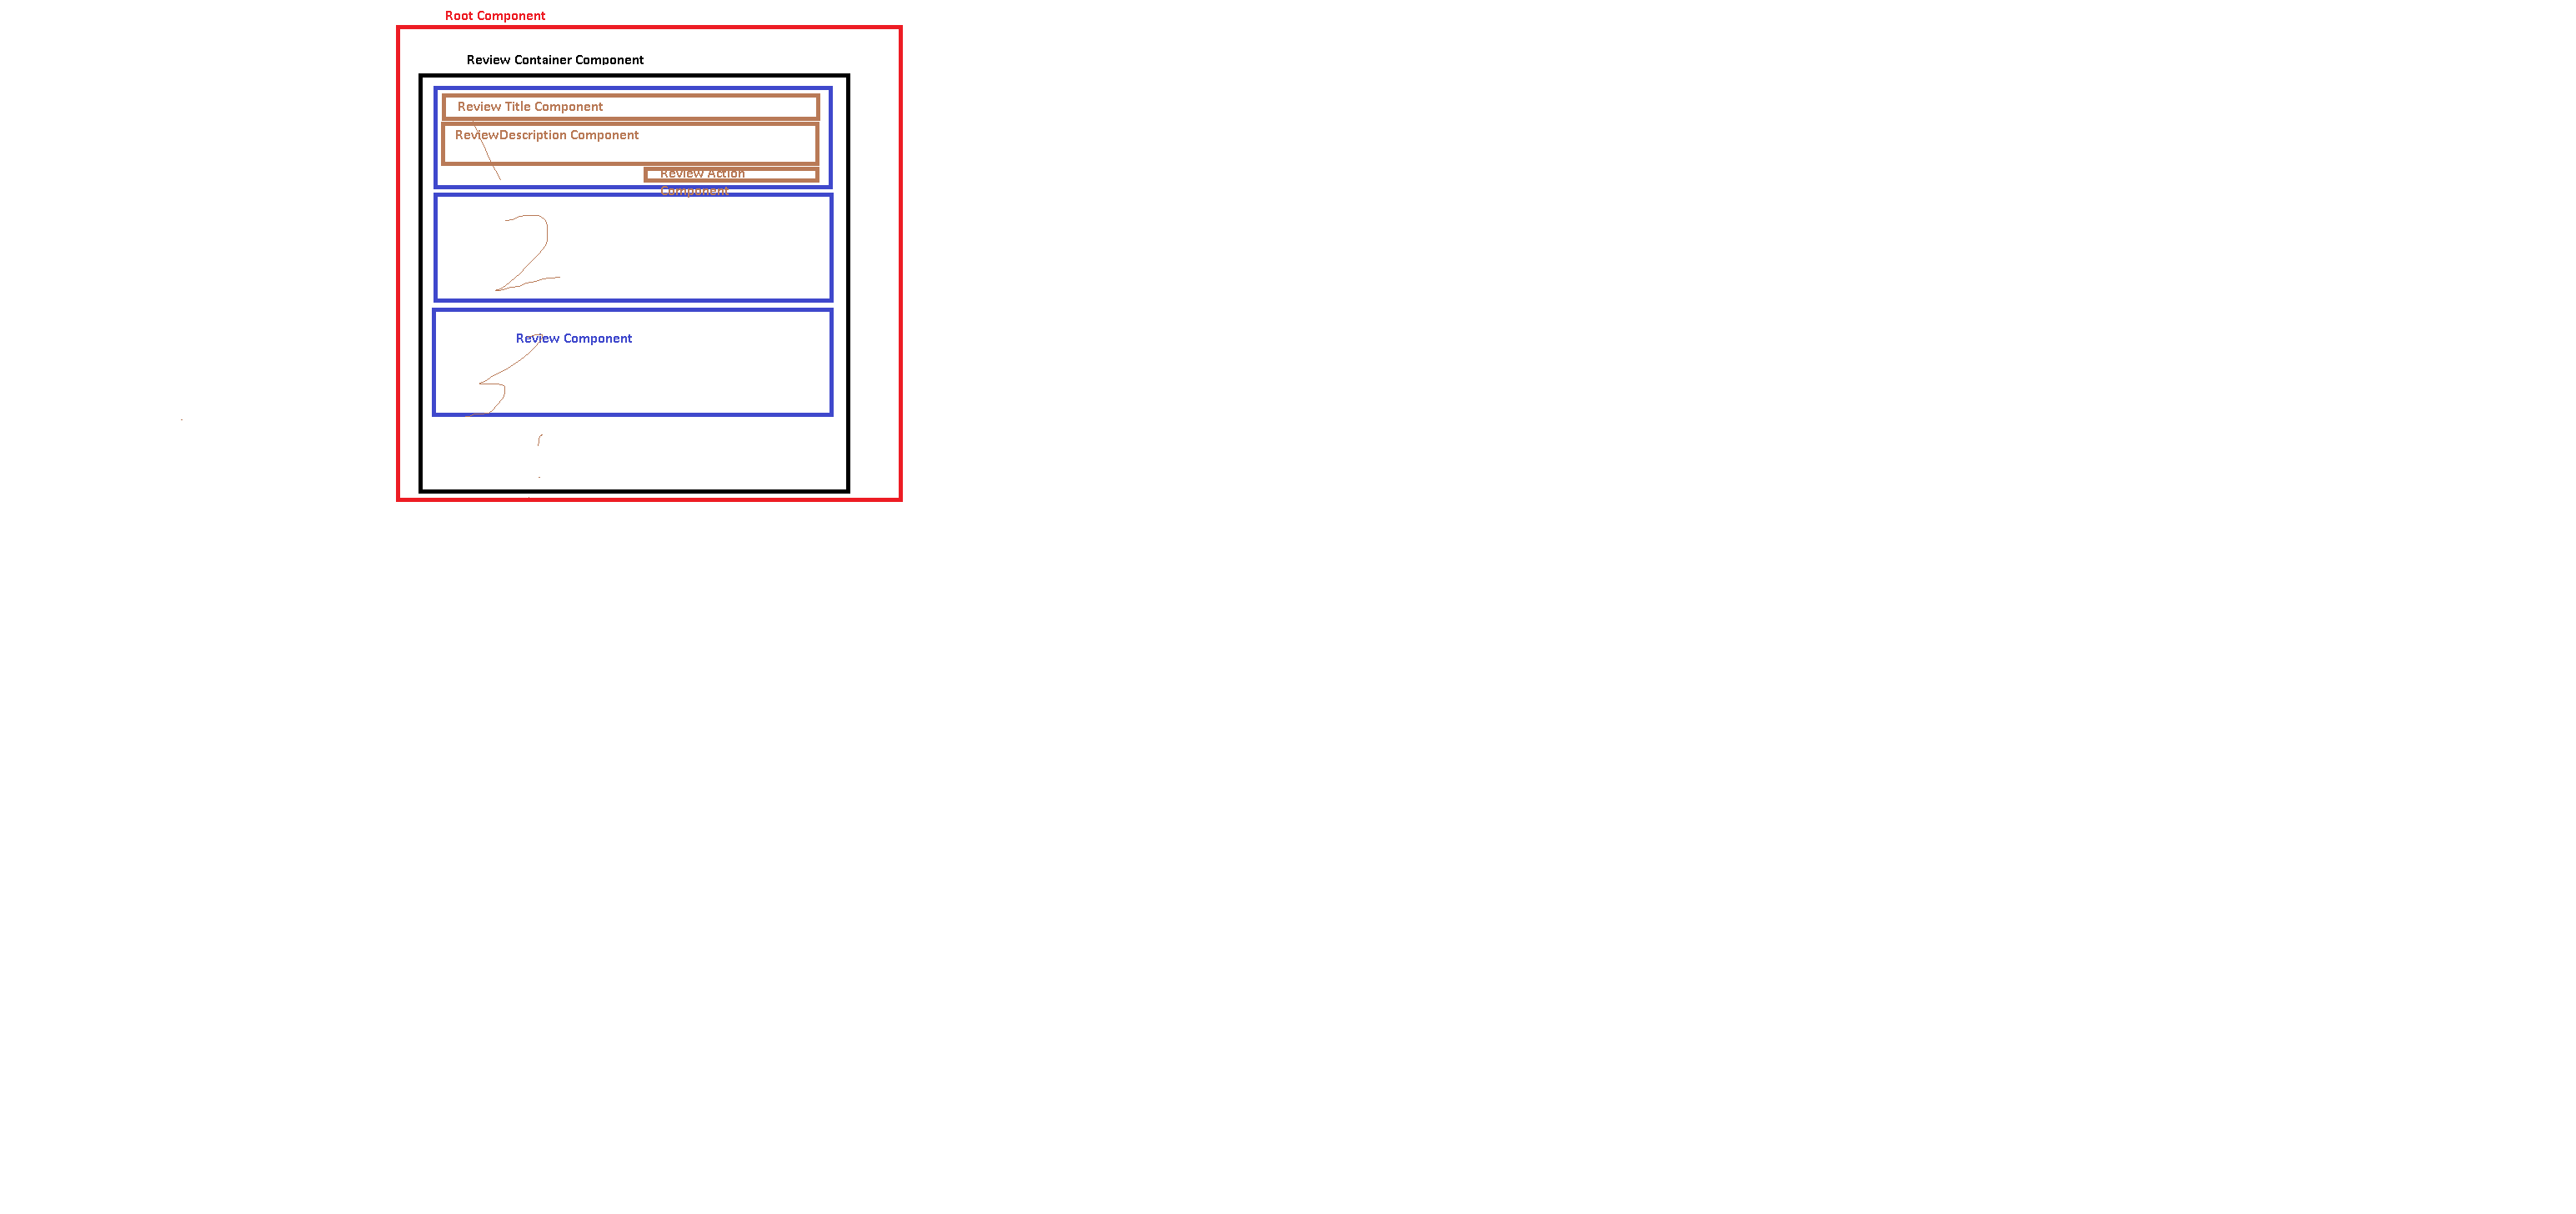 Root Component
Review Container Component
Review Title Component
ReviewDescription Component
Review Action
Component
2
Review Component
3